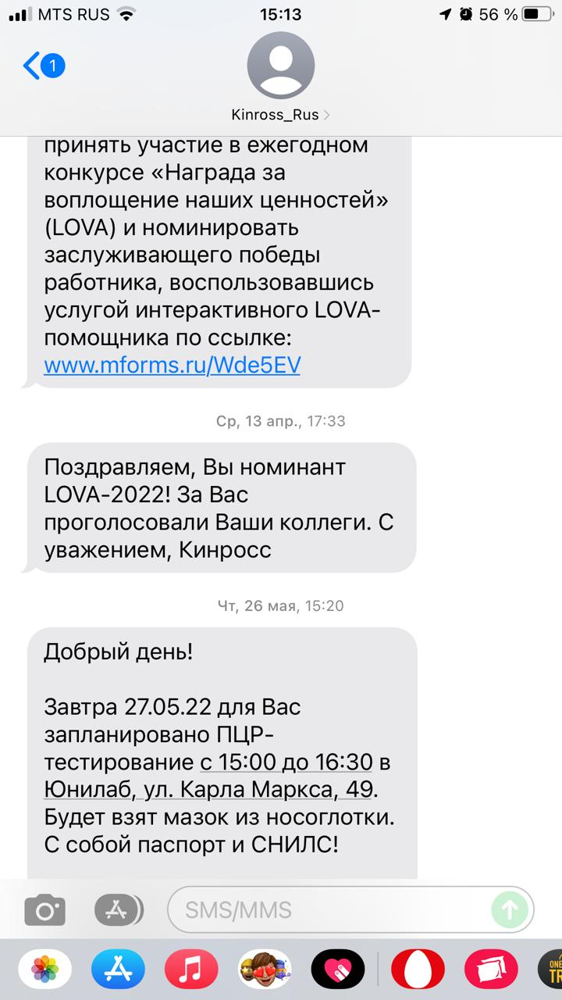 MTS RUS 15:13 56 %
1
Kinross_Rus
принять участие в ежегодном
конкурсе «Награда за
воплощение наших ценностей»
(LOVA) и номинировать
заслуживающего победы
работника, воспользовавшись
услугой интерактивного LOVA-
помощника по ссылке:
www.mforms.ru/Wde5EV
Ср, 13 апр., 17:33
Поздравляем, Вы номинант
LOVA-2022! За Вас
проголосовали Ваши коллеги. С
уважением, Кинросс
Чт, 26 мая, 15:20
Добрый день!
Завтра 27.05.22 для Вас
запланировано ПЦР-
тестирование с 15:00 до 16:30 в
Юнилаб, ул. Карла Маркса, 49.
Будет взят мазок из носоглотки.
С собой паспорт и СНИЛС!
SMS/MMS
ONE
TR